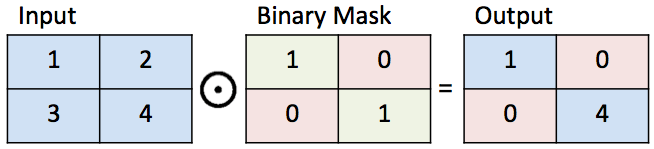 Input Binary Mask Output
1 2 1 0 1 0
⊙ =
3 4 0 1 0 4